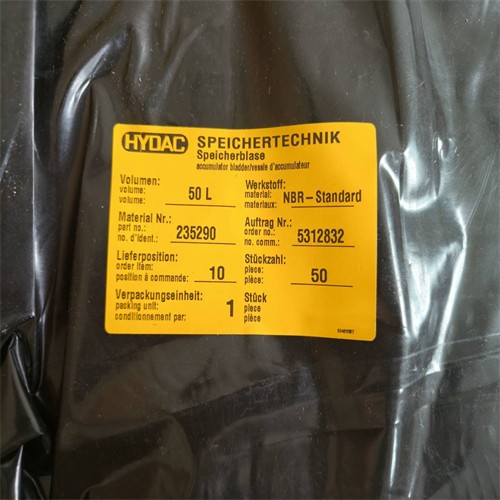 HYDAC SPEICHERTECHNIK
Speicherblase
accumulator bladder/vessie d'accumulateur
Volumen:
volume:
volume: 50 L
Werkstoff:
material:
materiaux: NBR-Standard
Material Nr.:
part no.:
no. d'ident.: 235290
Auftrag Nr.:
order no.:
no. comm.: 5312832
Lieferposition:
order item:
position à commande: 10
Stückzahl:
piece:
pièce: 50
Verpackungseinheit:
packing unit:
conditionnement par: 1
Stück
piece
pièce